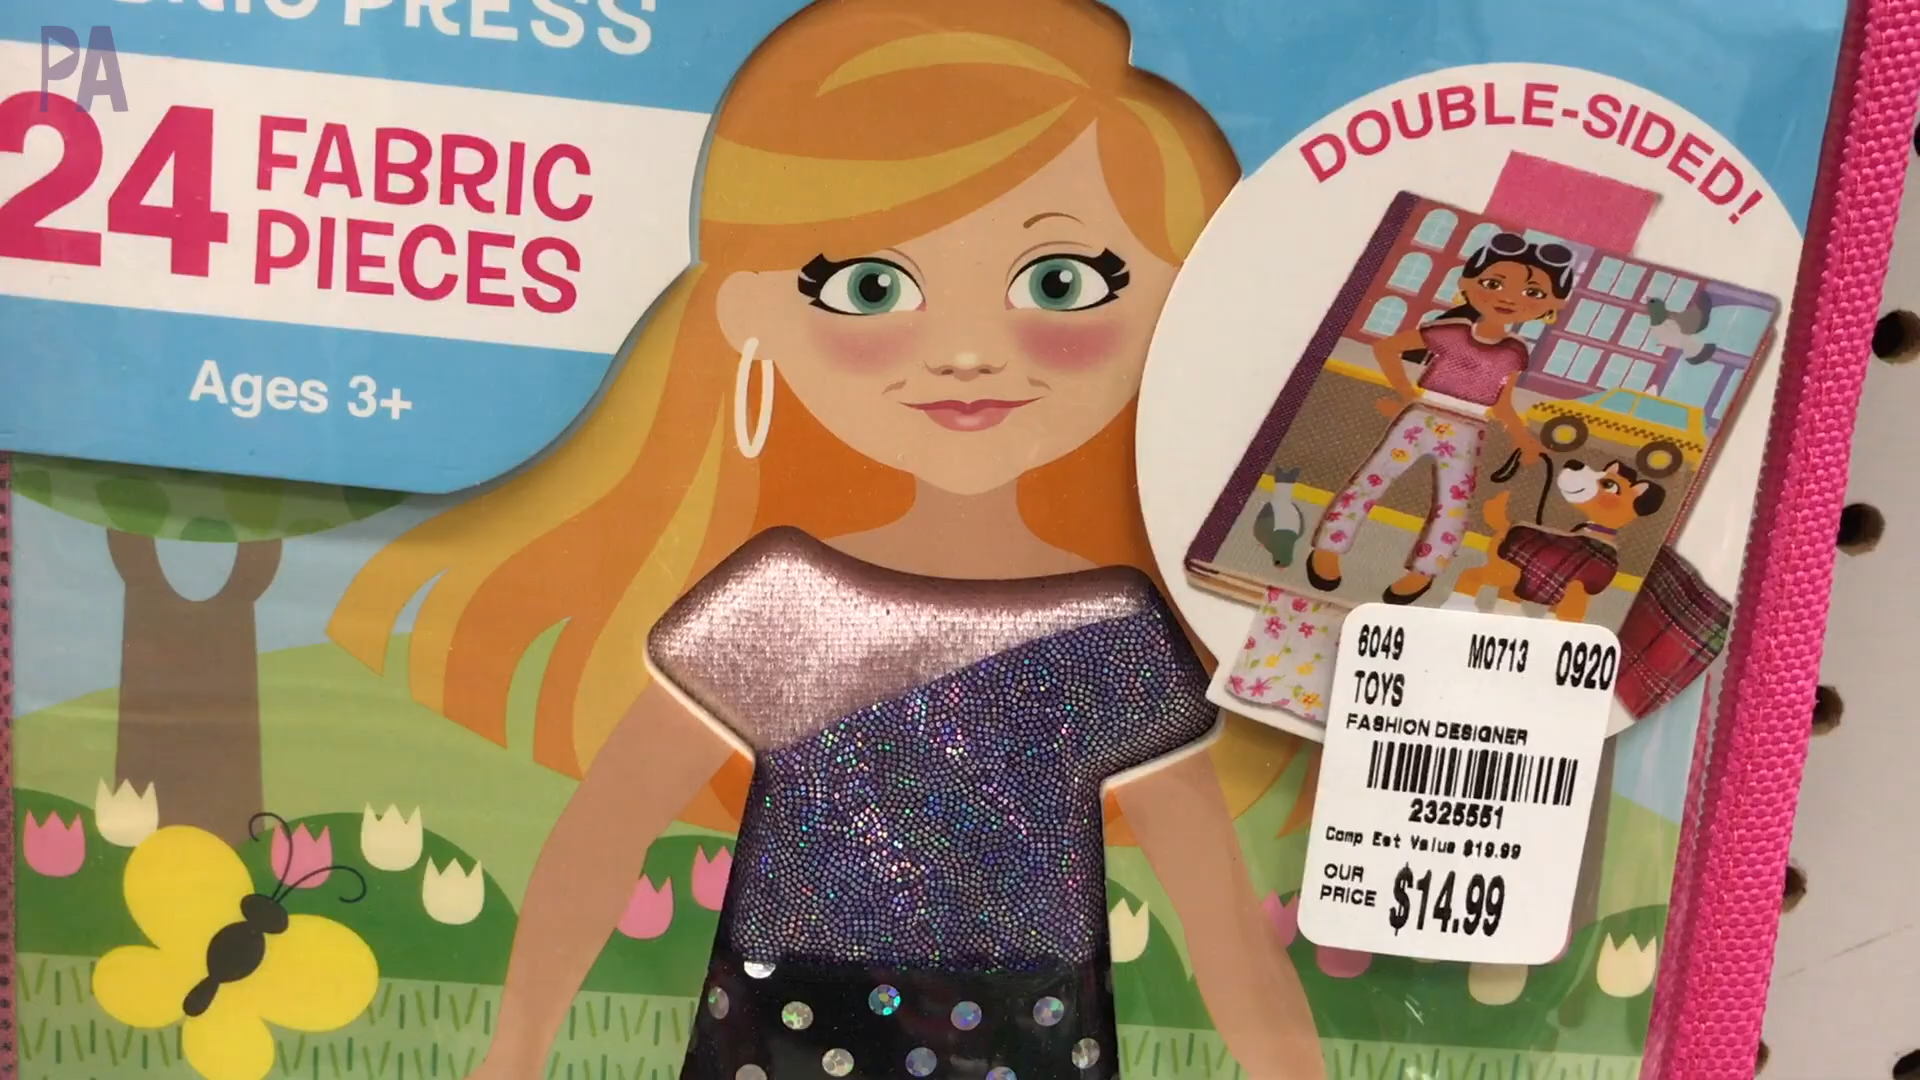 PA
PRESS
24 FABRIC
PIECES
Ages 3+
DOUBLE-SIDED!
6049 M0713 0920
TOYS
FASHION DESIGNER
2325551
Comp Est Value $19.99
OUR
PRICE $14.99